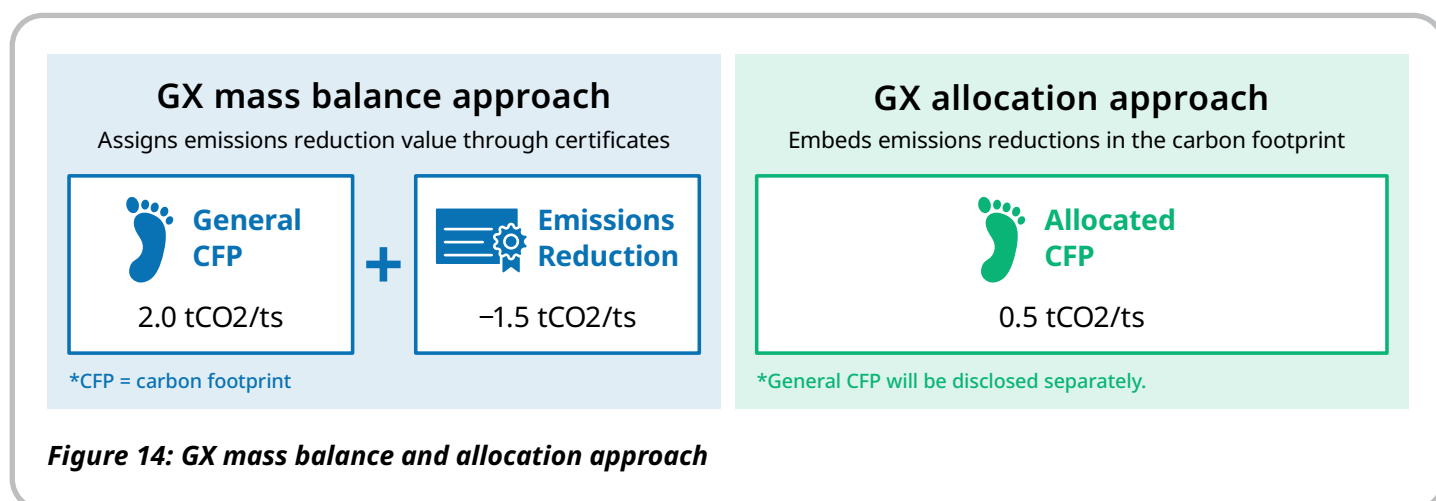 GX mass balance approach
Assigns emissions reduction value through certificates
General
CFP
2.0 tCO2/ts
+
Emissions
Reduction
−1.5 tCO2/ts
*CFP = carbon footprint
GX allocation approach
Embeds emissions reductions in the carbon footprint
Allocated
CFP
0.5 tCO2/ts
*General CFP will be disclosed separately.
Figure 14: GX mass balance and allocation approach